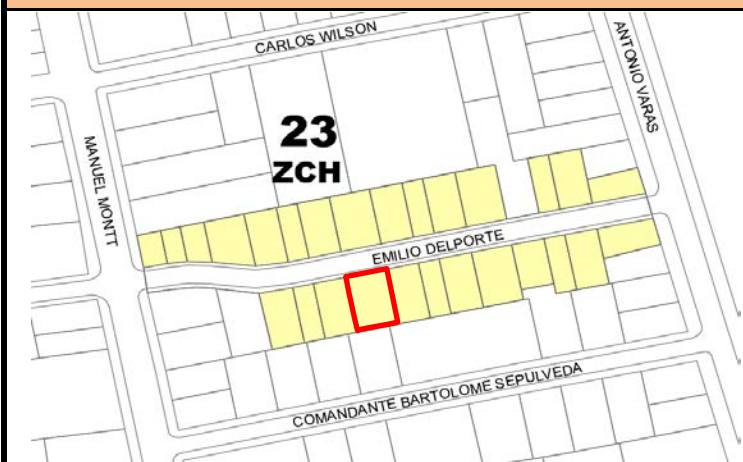 CARLOS WILSON
ANTONIO VARAS
23
ZCH
MANUEL MONTT
EMILIO DELPORTE
COMANDANTE BARTOLOME SEPULVEDA